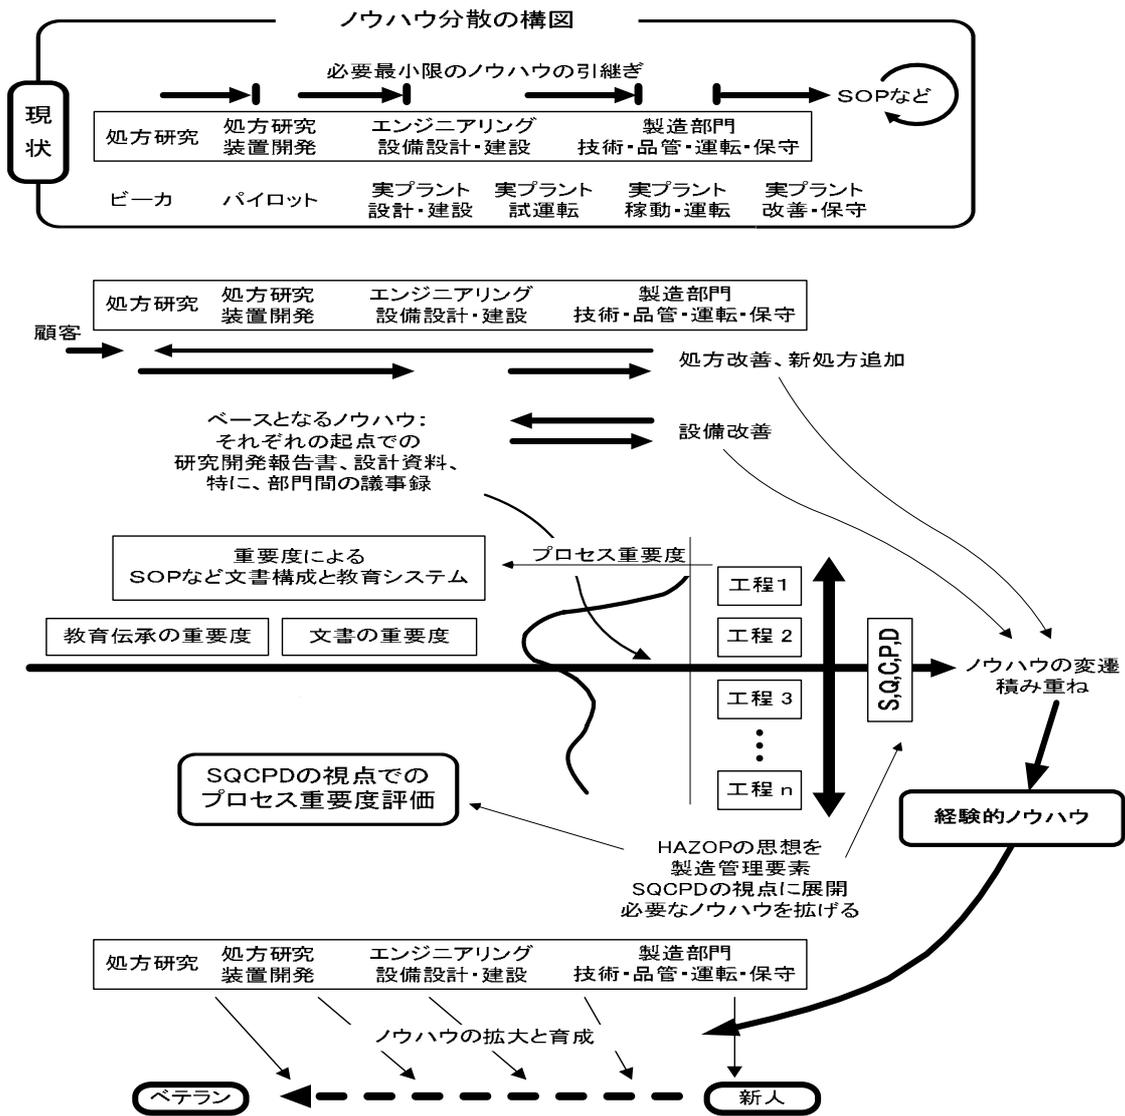 ノウハウ分散の構図
現状
必要最小限のノウハウの引継ぎ
SOPなど
処方研究
処方研究
装置開発
エンジニアリング
設備設計・建設
製造部門
技術・品管・運転・保守
ビーカ
パイロット
実プラント
設計・建設
実プラント
試運転
実プラント
稼動・運転
実プラント
改善・保守
処方研究
処方研究
装置開発
エンジニアリング
設備設計・建設
製造部門
技術・品管・運転・保守
顧客
処方改善、新処方追加
ベースとなるノウハウ:
それぞれの起点での
研究開発報告書、設計資料、
特に、部門間の議事録
設備改善
重要度による
SOPなど文書構成と教育システム
プロセス重要度
工程1
教育伝承の重要度
文書の重要度
工程2
S,Q,C,P,D
ノウハウの変遷
積み重ね
工程3
工程n
SQCPDの視点での
プロセス重要度評価
経験的ノウハウ
HAZOPの思想を
製造管理要素
SQCPDの視点に展開
必要なノウハウを拡げる
処方研究
処方研究
装置開発
エンジニアリング
設備設計・建設
製造部門
技術・品管・運転・保守
ノウハウの拡大と育成
ベテラン
新人